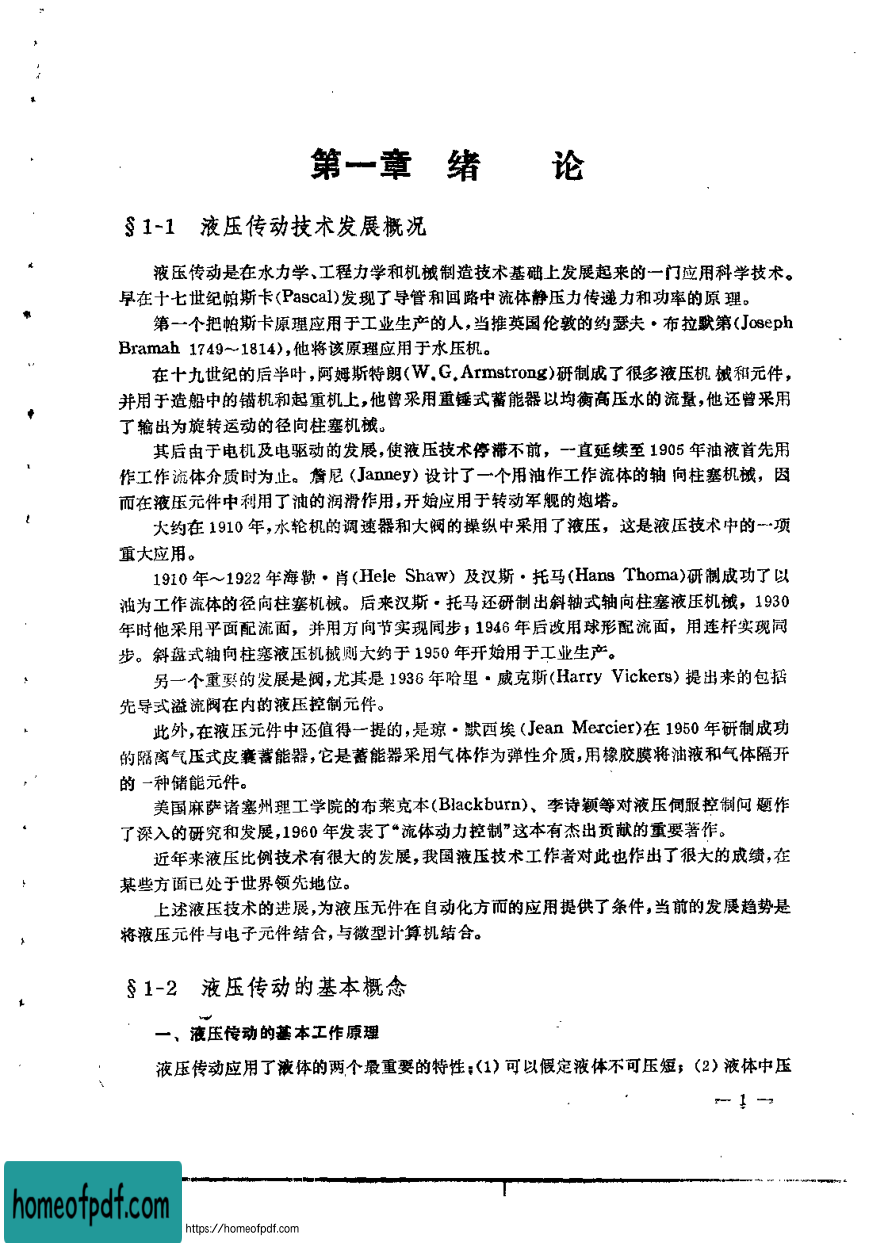 第一章 绪 论
§1-1 液压传动技术发展概况
液压传动是在水力学、工程力学和机械制造技术基础上发展起来的一门应用科学技术。
早在十七世纪帕斯卡(Pascal)发现了导管和回路中流体静压力传递力和功率的原理。
第一个把帕斯卡原理应用于工业生产的人,当推英国伦敦的约瑟夫·布拉默第(Joseph
Bramah 1749~1814),他将该原理应用于水压机。
在十九世纪的后半叶,阿姆斯特朗(W.G.Armstrong)研制成了很多液压机械和元件,
并用于造船中的锚机和起重机上,他曾采用重锤式蓄能器以均衡高压水的流量,他还曾采用
了输出为旋转运动的径向柱塞机械。
其后由于电机及电驱动的发展,使液压技术停滞不前,一直延续至1905年油液首先用
作工作流体介质时为止。詹尼(Janney)设计了一个用油作工作流体的轴向柱塞机械,因
而在液压元件中利用了油的润滑作用,开始应用于转动军舰的炮塔。
大约在1910年,水轮机的调速器和大阀的操纵中采用了液压,这是液压技术中的一项
重大应用。
1910年~1922年海勒·肖(Hele Shaw)及汉斯·托马(Hans Thoma)研制成功了以
油为工作流体的径向柱塞机械。后来汉斯·托马还研制出斜轴式轴向柱塞液压机械,1930
年时他采用平面配流面,并用万向节实现同步;1946年后改用球形配流面,用连杆实现同
步。斜盘式轴向柱塞液压机械则大约于1950年开始用于工业生产。
另一个重要的发展是阀,尤其是1936年哈里·威克斯(Harry Vickers)提出来的包括
先导式溢流阀在内的液压控制元件。
此外,在液压元件中还值得一提的,是琼·默西埃(Jean Mercier)在1950年研制成功
的隔离气压式皮囊蓄能器,它是蓄能器采用气体作为弹性介质,用橡胶膜将油液和气体隔开
的一种储能元件。
美国麻萨诸塞州理工学院的布莱克本(Blackburn)、李诗颖等对液压伺服控制问题作
了深入的研究和发展,1960年发表了“流体动力控制”这本有杰出贡献的重要著作。
近年来液压比例技术有很大的发展,我国液压技术工作者对此也作出了很大的成绩,在
某些方面已处于世界领先地位。
上述液压技术的进展,为液压元件在自动化方面的应用提供了条件,当前的发展趋势是
将液压元件与电子元件结合,与微型计算机结合。
§1-2 液压传动的基本概念
一、液压传动的基本工作原理
液压传动应用了液体的两个最重要的特性:(1)可以假定液体不可压缩;(2)液体中压
— 1 —
homeofpdf.com
https://homeofpdf.com